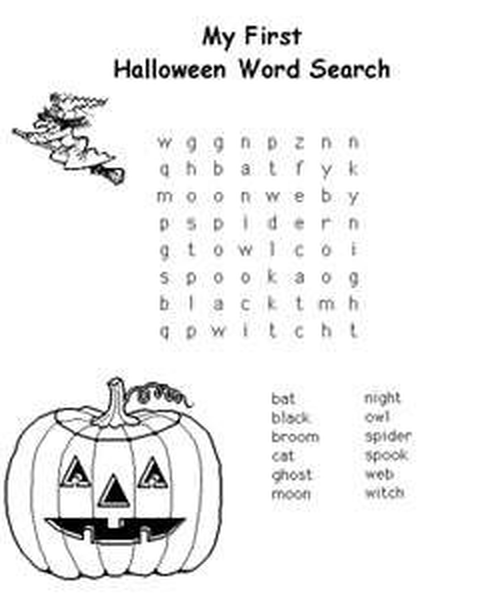 My First
Halloween Word Search
w g g n p z n n
q h b a t f y k
m o o n w e b y
p s p i d e r n
g t o w l c o i
s p o o k a o g
b l a c k t m h
q p w i t c h t
bat night
black owl
broom spider
cat spook
ghost web
moon witch